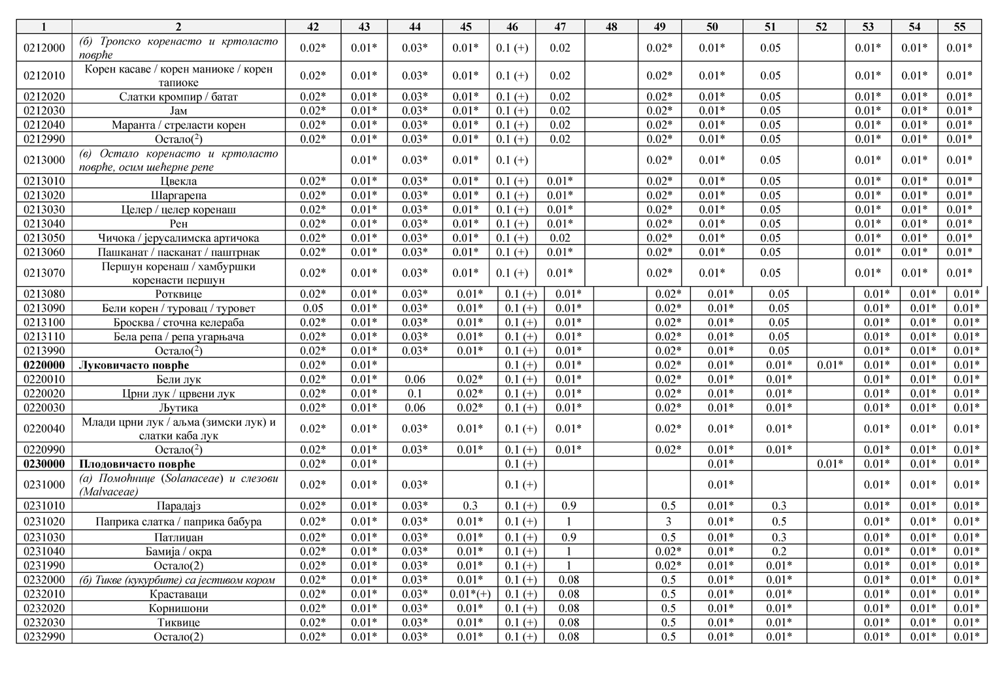 1 2 42 43 44 45 46 47 48 49 50 51 52 53 54 55
0212000 (б) Тропско коренасто и кртоласто поврће 0.02* 0.01* 0.03* 0.01* 0.1 (+) 0.02 0.02* 0.01* 0.05 0.01* 0.01* 0.01*
0212010 Корен касаве / корен маниоке / корен тапиоке 0.02* 0.01* 0.03* 0.01* 0.1 (+) 0.02 0.02* 0.01* 0.05 0.01* 0.01* 0.01*
0212020 Слатки кромпир / батат 0.02* 0.01* 0.03* 0.01* 0.1 (+) 0.02 0.02* 0.01* 0.05 0.01* 0.01* 0.01*
0212030 Јам 0.02* 0.01* 0.03* 0.01* 0.1 (+) 0.02 0.02* 0.01* 0.05 0.01* 0.01* 0.01*
0212040 Маранта / стреласти корен 0.02* 0.01* 0.03* 0.01* 0.1 (+) 0.02 0.02* 0.01* 0.05 0.01* 0.01* 0.01*
0212990 Остало(2) 0.02* 0.01* 0.03* 0.01* 0.1 (+) 0.02 0.02* 0.01* 0.05 0.01* 0.01* 0.01*
0213000 (в) Остало коренасто и кртоласто поврће, осим шећерне репе 0.01* 0.03* 0.01* 0.1 (+) 0.02* 0.01* 0.05 0.01* 0.01* 0.01*
0213010 Цвекла 0.02* 0.01* 0.03* 0.01* 0.1 (+) 0.01* 0.02* 0.01* 0.05 0.01* 0.01* 0.01*
0213020 Шаргарепа 0.02* 0.01* 0.03* 0.01* 0.1 (+) 0.01* 0.02* 0.01* 0.05 0.01* 0.01* 0.01*
0213030 Целер / целер коренаш 0.02* 0.01* 0.03* 0.01* 0.1 (+) 0.01* 0.02* 0.01* 0.05 0.01* 0.01* 0.01*
0213040 Рен 0.02* 0.01* 0.03* 0.01* 0.1 (+) 0.01* 0.02* 0.01* 0.05 0.01* 0.01* 0.01*
0213050 Чичока / јерусалимска артичока 0.02* 0.01* 0.03* 0.01* 0.1 (+) 0.02 0.02* 0.01* 0.05 0.01* 0.01* 0.01*
0213060 Пашканат / пасканат / паштрнак 0.02* 0.01* 0.03* 0.01* 0.1 (+) 0.01* 0.02* 0.01* 0.05 0.01* 0.01* 0.01*
0213070 Першун коренаш / хамбуршки коренасти першун 0.02* 0.01* 0.03* 0.01* 0.1 (+) 0.01* 0.02* 0.01* 0.05 0.01* 0.01* 0.01*
0213080 Ротквице 0.02* 0.01* 0.03* 0.01* 0.1 (+) 0.01* 0.02* 0.01* 0.05 0.01* 0.01* 0.01*
0213090 Бели корен / туровац / туровет 0.05 0.01* 0.03* 0.01* 0.1 (+) 0.01* 0.02* 0.01* 0.05 0.01* 0.01* 0.01*
0213100 Бросква / сточна келераба 0.02* 0.01* 0.03* 0.01* 0.1 (+) 0.01* 0.02* 0.01* 0.05 0.01* 0.01* 0.01*
0213110 Бела репа / репа угарњача 0.02* 0.01* 0.03* 0.01* 0.1 (+) 0.01* 0.02* 0.01* 0.05 0.01* 0.01* 0.01*
0213990 Остало(2) 0.02* 0.01* 0.03* 0.01* 0.1 (+) 0.01* 0.02* 0.01* 0.05 0.01* 0.01* 0.01*
0220000 Луковичасто поврће 0.02* 0.01* 0.1 (+) 0.01* 0.02* 0.01* 0.01* 0.01* 0.01* 0.01* 0.01*
0220010 Бели лук 0.02* 0.01* 0.06 0.02* 0.1 (+) 0.01* 0.02* 0.01* 0.01* 0.01* 0.01* 0.01*
0220020 Црни лук / црвени лук 0.02* 0.01* 0.1 0.02* 0.1 (+) 0.01* 0.02* 0.01* 0.01* 0.01* 0.01* 0.01*
0220030 Љутика 0.02* 0.01* 0.06 0.02* 0.1 (+) 0.01* 0.02* 0.01* 0.01* 0.01* 0.01* 0.01*
0220040 Млади црни лук / аљма (зимски лук) и слатки каба лук 0.02* 0.01* 0.03* 0.01* 0.1 (+) 0.01* 0.02* 0.01* 0.01* 0.01* 0.01* 0.01*
0220990 Остало(2) 0.02* 0.01* 0.03* 0.01* 0.1 (+) 0.01* 0.02* 0.01* 0.01* 0.01* 0.01* 0.01*
0230000 Плодовичасто поврће 0.02* 0.01* 0.1 (+) 0.01* 0.01* 0.01* 0.01* 0.01*
0231000 (а) Помоћнице (Solanaceae) и слезови (Malvaceae) 0.02* 0.01* 0.03* 0.1 (+) 0.01* 0.01* 0.01* 0.01*
0231010 Парадајз 0.02* 0.01* 0.03* 0.3 0.1 (+) 0.9 0.5 0.01* 0.3 0.01* 0.01* 0.01*
0231020 Паприка слатка / паприка бабура 0.02* 0.01* 0.03* 0.01* 0.1 (+) 1 3 0.01* 0.5 0.01* 0.01* 0.01*
0231030 Патлиџан 0.02* 0.01* 0.03* 0.01* 0.1 (+) 0.9 0.5 0.01* 0.3 0.01* 0.01* 0.01*
0231040 Бамија / окра 0.02* 0.01* 0.03* 0.01* 0.1 (+) 1 0.02* 0.01* 0.2 0.01* 0.01* 0.01*
0231990 Остало(2) 0.02* 0.01* 0.03* 0.01* 0.1 (+) 1 0.02* 0.01* 0.01* 0.01* 0.01* 0.01*
0232000 (б) Тикве (кукурбите) са јестивом кором 0.02* 0.01* 0.03* 0.01* 0.1 (+) 0.08 0.5 0.01* 0.01* 0.01* 0.01* 0.01*
0232010 Краставаци 0.02* 0.01* 0.03* 0.01*(+) 0.1 (+) 0.08 0.5 0.01* 0.01* 0.01* 0.01* 0.01*
0232020 Корнишони 0.02* 0.01* 0.03* 0.01* 0.1 (+) 0.08 0.5 0.01* 0.01* 0.01* 0.01* 0.01*
0232030 Тиквице 0.02* 0.01* 0.03* 0.01* 0.1 (+) 0.08 0.5 0.01* 0.01* 0.01* 0.01* 0.01*
0232990 Остало(2) 0.02* 0.01* 0.03* 0.01* 0.1 (+) 0.08 0.5 0.01* 0.01* 0.01* 0.01* 0.01*